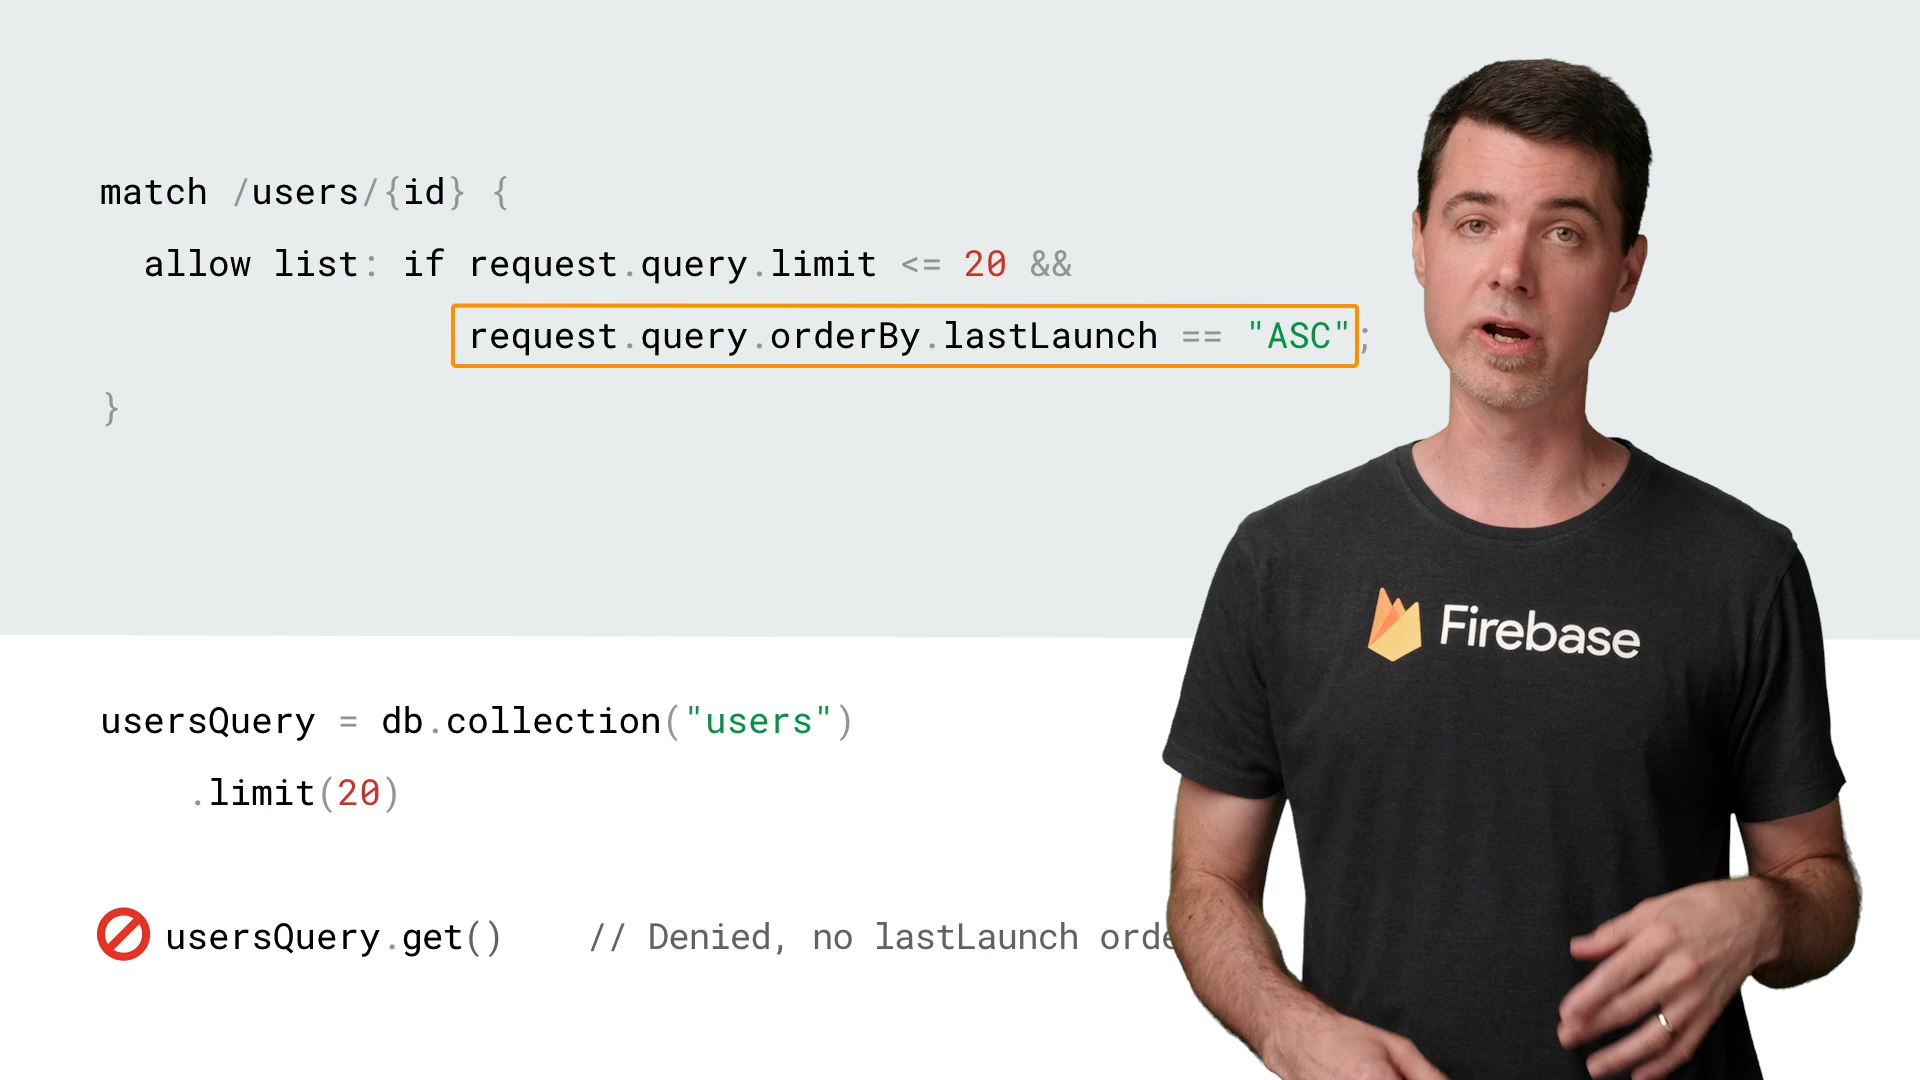 match /users/{id} {
allow list: if request.query.limit <= 20 &&
request.query.orderBy.lastLaunch == "ASC";
}
usersQuery = db.collection("users")
.limit(20)
usersQuery.get() // Denied, no lastLaunch
Firebase